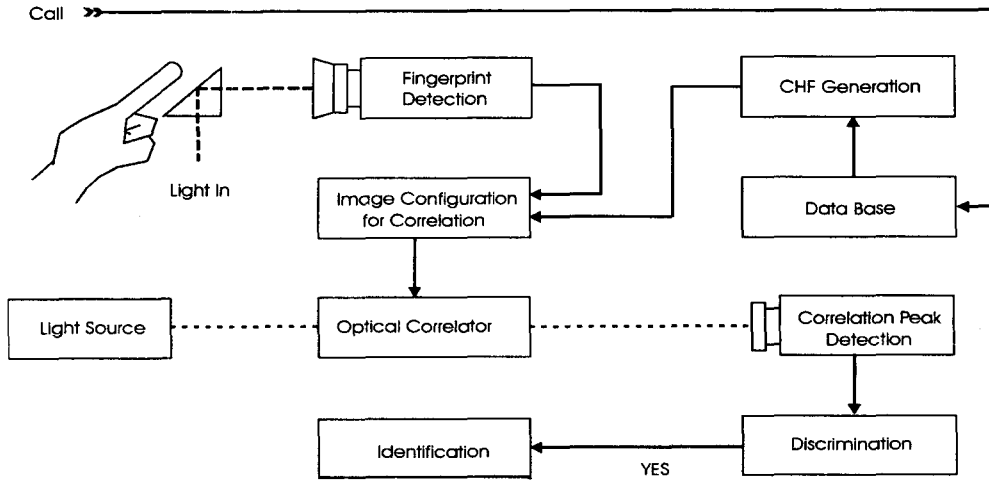 Call
Fingerprint
Detection
CHF Generation
Light In
Image Configuration
for Correlation
Data Base
Light Source
Optical Correlator
Correlation Peak
Detection
Identification
YES
Discrimination